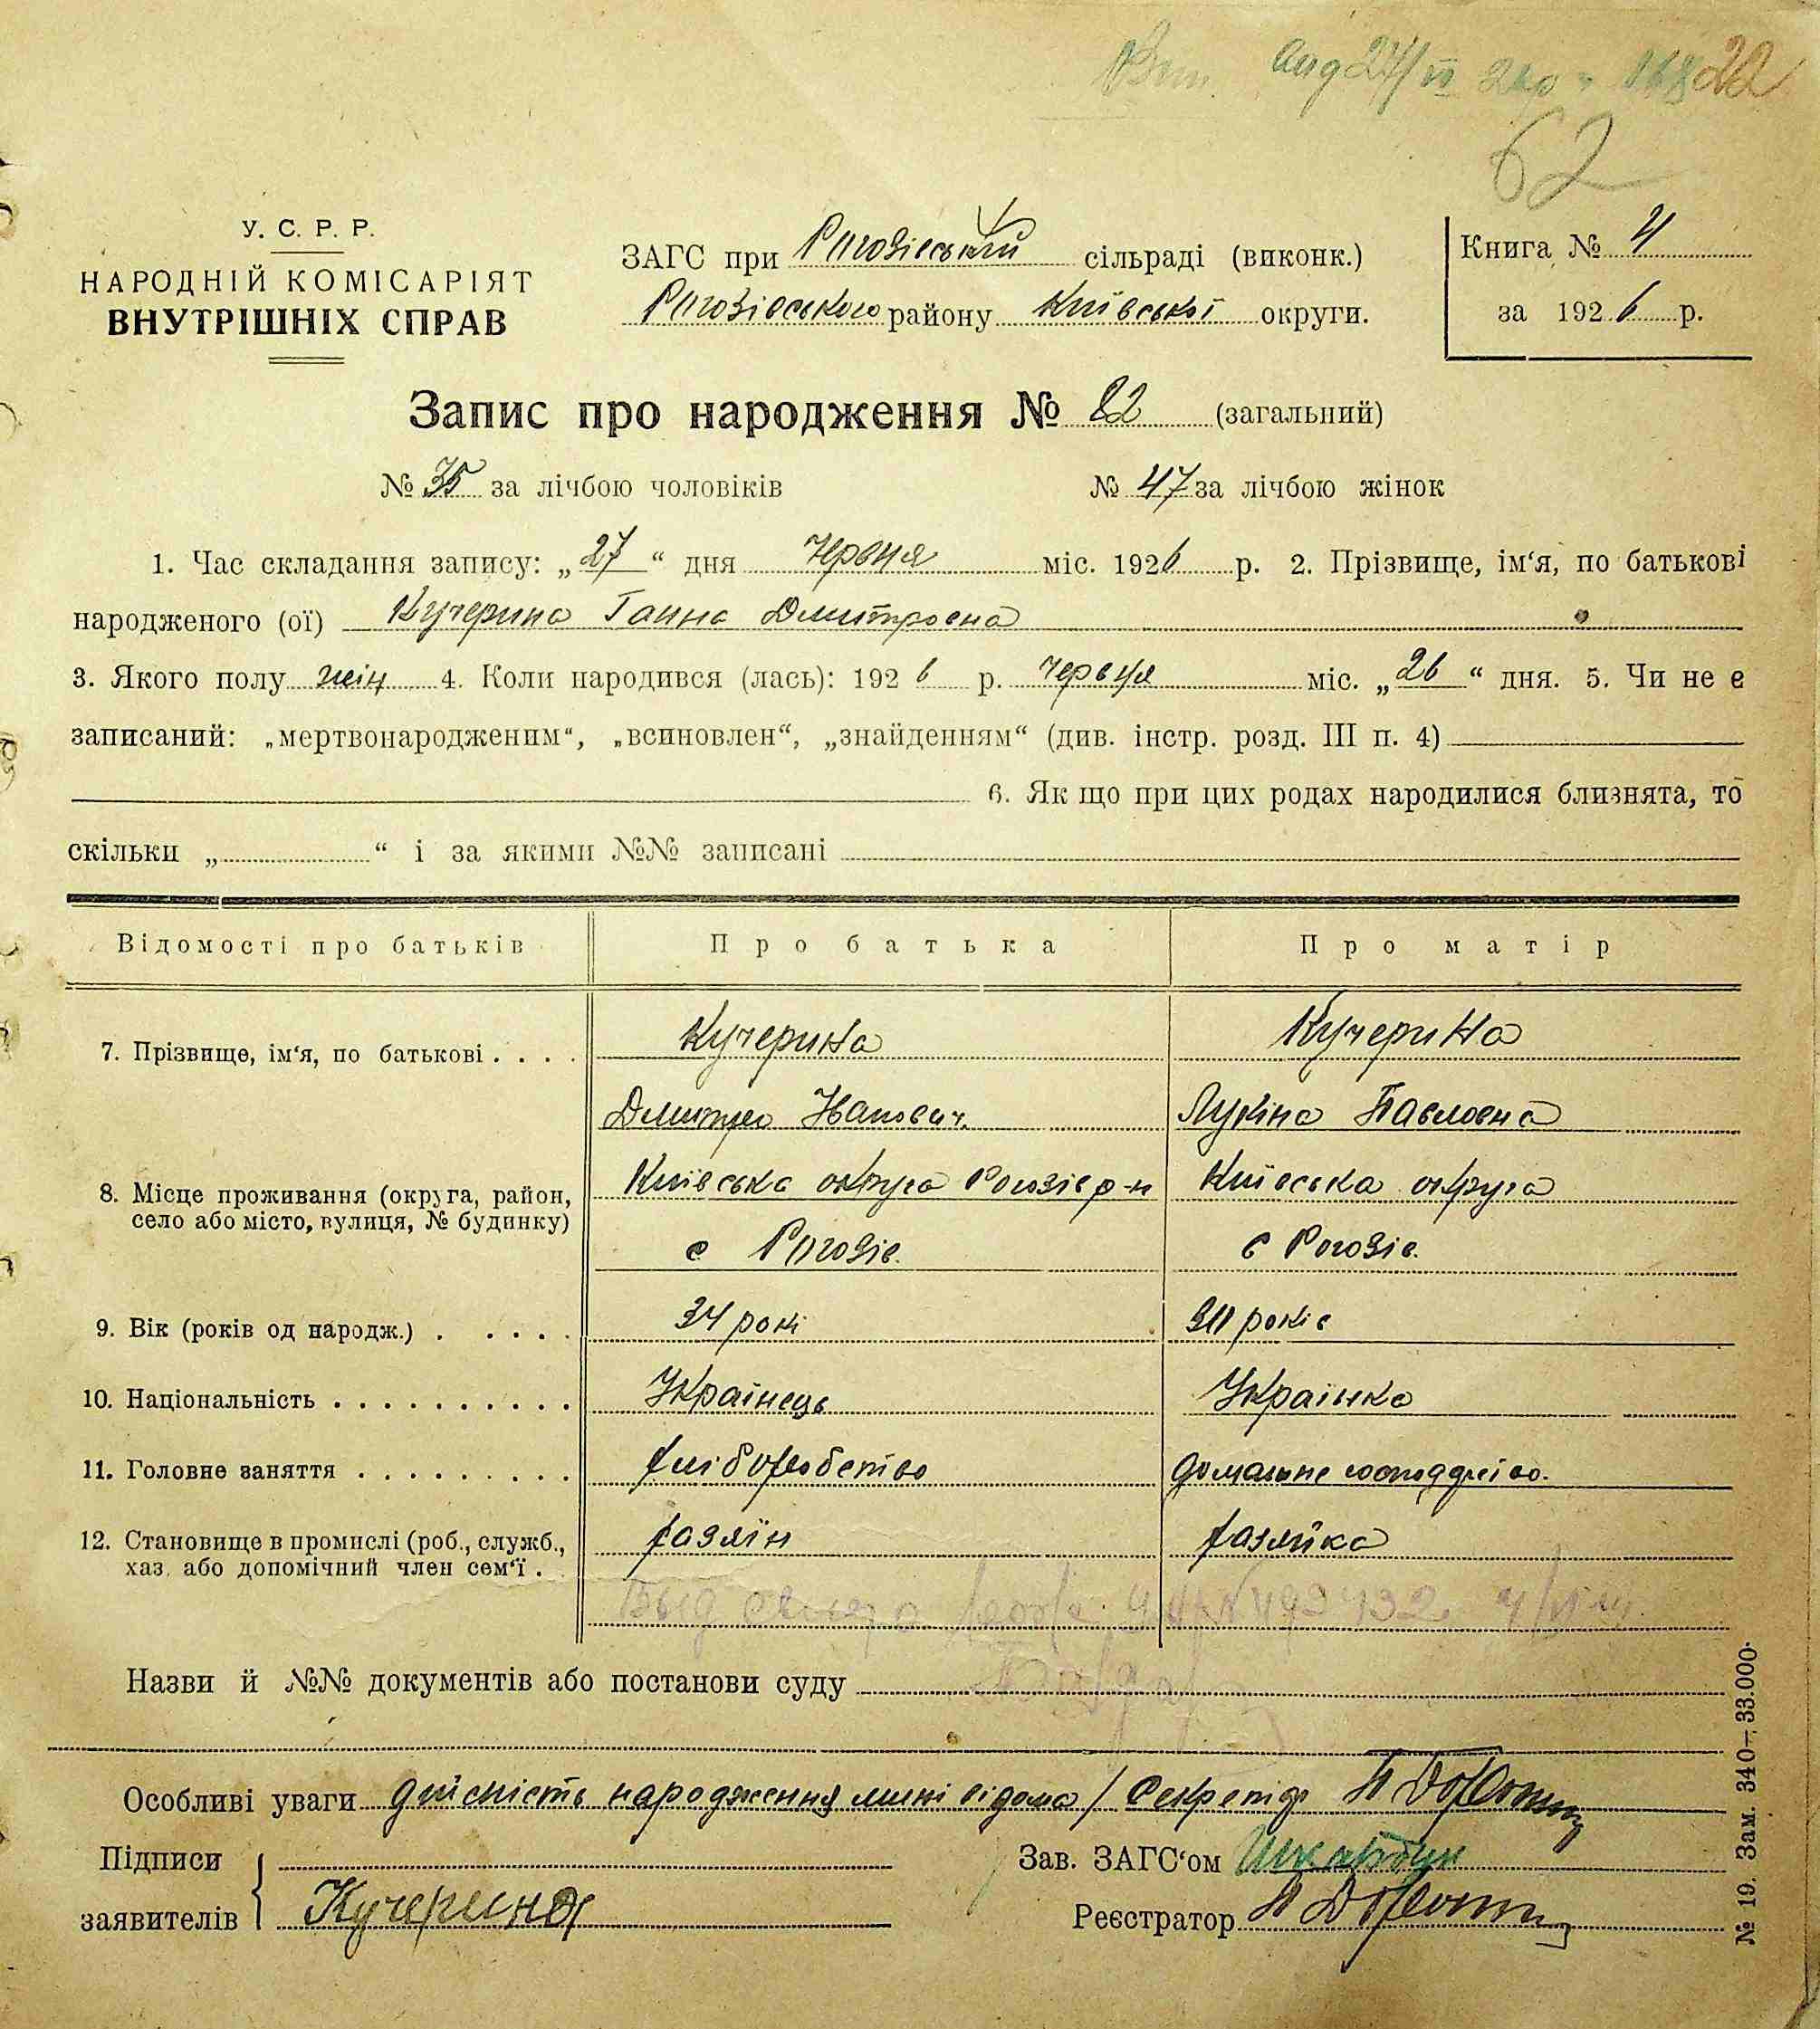 22
62
У. С. Р. Р.
НАРОДНІЙ КОМІСАРІЯТ
ВНУТРІШНІХ СПРАВ
ЗАГС при Рогозівській сільраді (виконк.)
Рогозівського району Київської округи.
Книга № 4
за 1926 р.
Запис про народження № 82 (загальний)
№ 35 за лічбою чоловіків № 47 за лічбою жінок
1. Час складання запису: „27“ дня червня міс. 1926 р. 2. Прізвище, ім‘я, по батькові
народженого (ої) Кучерина Ганна Дмитровна
3. Якого полу жін 4. Коли народився (лась): 1926 р. червня міс. „26“ дня. 5. Чи не є
записаний: „мертвонародженим“, „всиновлен“, „знайденням“ (див. інстр. розд. III п. 4)
6. Як що при цих родах народилися близнята, то
скільки „ “ і за якими №№ записані
Відомості про батьків Про батька Про матір
7. Прізвище, ім‘я, по батькові . . . . Кучерина Кучерина
Дмитро Іванович. Лукіна Павловна
8. Місце проживання (округа, район, село або місто, вулиця, № будинку) Київська округа Рогозів р-н Київська округа
с Рогозів. с Рогозів.
9. Вік (років од народж.) . . . . . 34 рокі 34 років
10. Національність . . . . . . . . . . Українець Українка
11. Головне заняття . . . . . . . . . хліборобство домашнє господарство.
12. Становище в промислі (роб., служб., хаз. або допомічний член сем‘ї . хазяїн хазяйка
Назви й №№ документів або постанови суду
Особливі уваги дійсність народження мині відома / Секретар
Підписи
заявителів Кучерина
Зав. ЗАГС‘ом
Реєстратор
№ 19. Зам. 340—33.000.